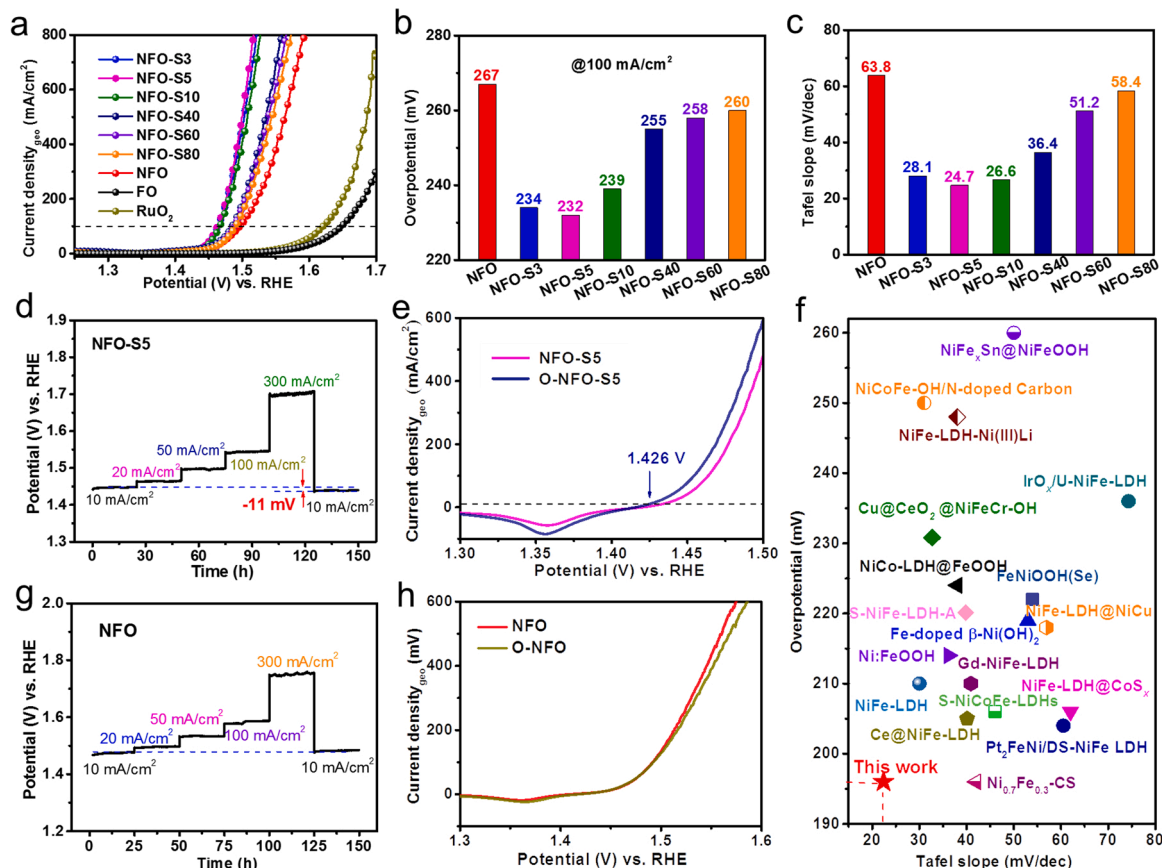 a
800
600
400
200
100
0
1.3
1.4
1.5
1.6
1.7
Current density_geo (mA/cm²)
Potential (V) vs. RHE
NFO-S3
NFO-S5
NFO-S10
NFO-S40
NFO-S60
NFO-S80
NFO
FO
RuO₂
b
280
260
240
220
Overpotential (mV)
@100 mA/cm²
267
234
232
239
255
258
260
NFO
NFO-S3
NFO-S5
NFO-S10
NFO-S40
NFO-S60
NFO-S80
c
75
60
45
30
15
0
Tafel slope (mV/dec)
63.8
28.1
24.7
26.6
36.4
51.2
58.4
NFO
NFO-S3
NFO-S5
NFO-S10
NFO-S40
NFO-S60
NFO-S80
d
1.9
1.8
1.7
1.6
1.5
1.4
1.3
Potential (V) vs. RHE
NFO-S5
300 mA/cm²
50 mA/cm²
20 mA/cm²
100 mA/cm²
10 mA/cm²
-11 mV
10 mA/cm²
0
25
50
75
100
125
150
Time (h)
e
600
400
200
0
Current density_geo (mA/cm²)
NFO-S5
O-NFO-S5
1.426 V
1.30
1.35
1.40
1.45
1.50
Potential (V) vs. RHE
f
260
250
240
230
220
210
200
190
Overpotential (mV)
NiFeₓSn@NiFeOOH
NiCoFe-OH/N-doped Carbon
NiFe-LDH-Ni(III)Li
IrOₓ/U-NiFe-LDH
Cu@CeO₂@NiFeCr-OH
NiCo-LDH@FeOOH
FeNiOOH(Se)
S-NiFe-LDH-A
NiFe-LDH@NiCu
Fe-doped β-Ni(OH)₂
Ni:FeOOH
Gd-NiFe-LDH
NiFe-LDH@CoSₓ
NiFe-LDH
S-NiCoFe-LDHs
Ce@NiFe-LDH
Pt₂FeNi/DS-NiFe LDH
This work
Ni₀.₇Fe₀.₃-CS
20
30
40
50
60
70
80
Tafel slope (mV/dec)
g
2.0
1.8
1.6
1.4
1.2
Potential (V) vs. RHE
NFO
300 mA/cm²
50 mA/cm²
20 mA/cm²
100 mA/cm²
10 mA/cm²
10 mA/cm²
0
25
50
75
100
125
150
Time (h)
h
600
400
200
0
Current density_geo (mV)
NFO
O-NFO
1.3
1.4
1.5
1.6
Potential (V) vs. RHE